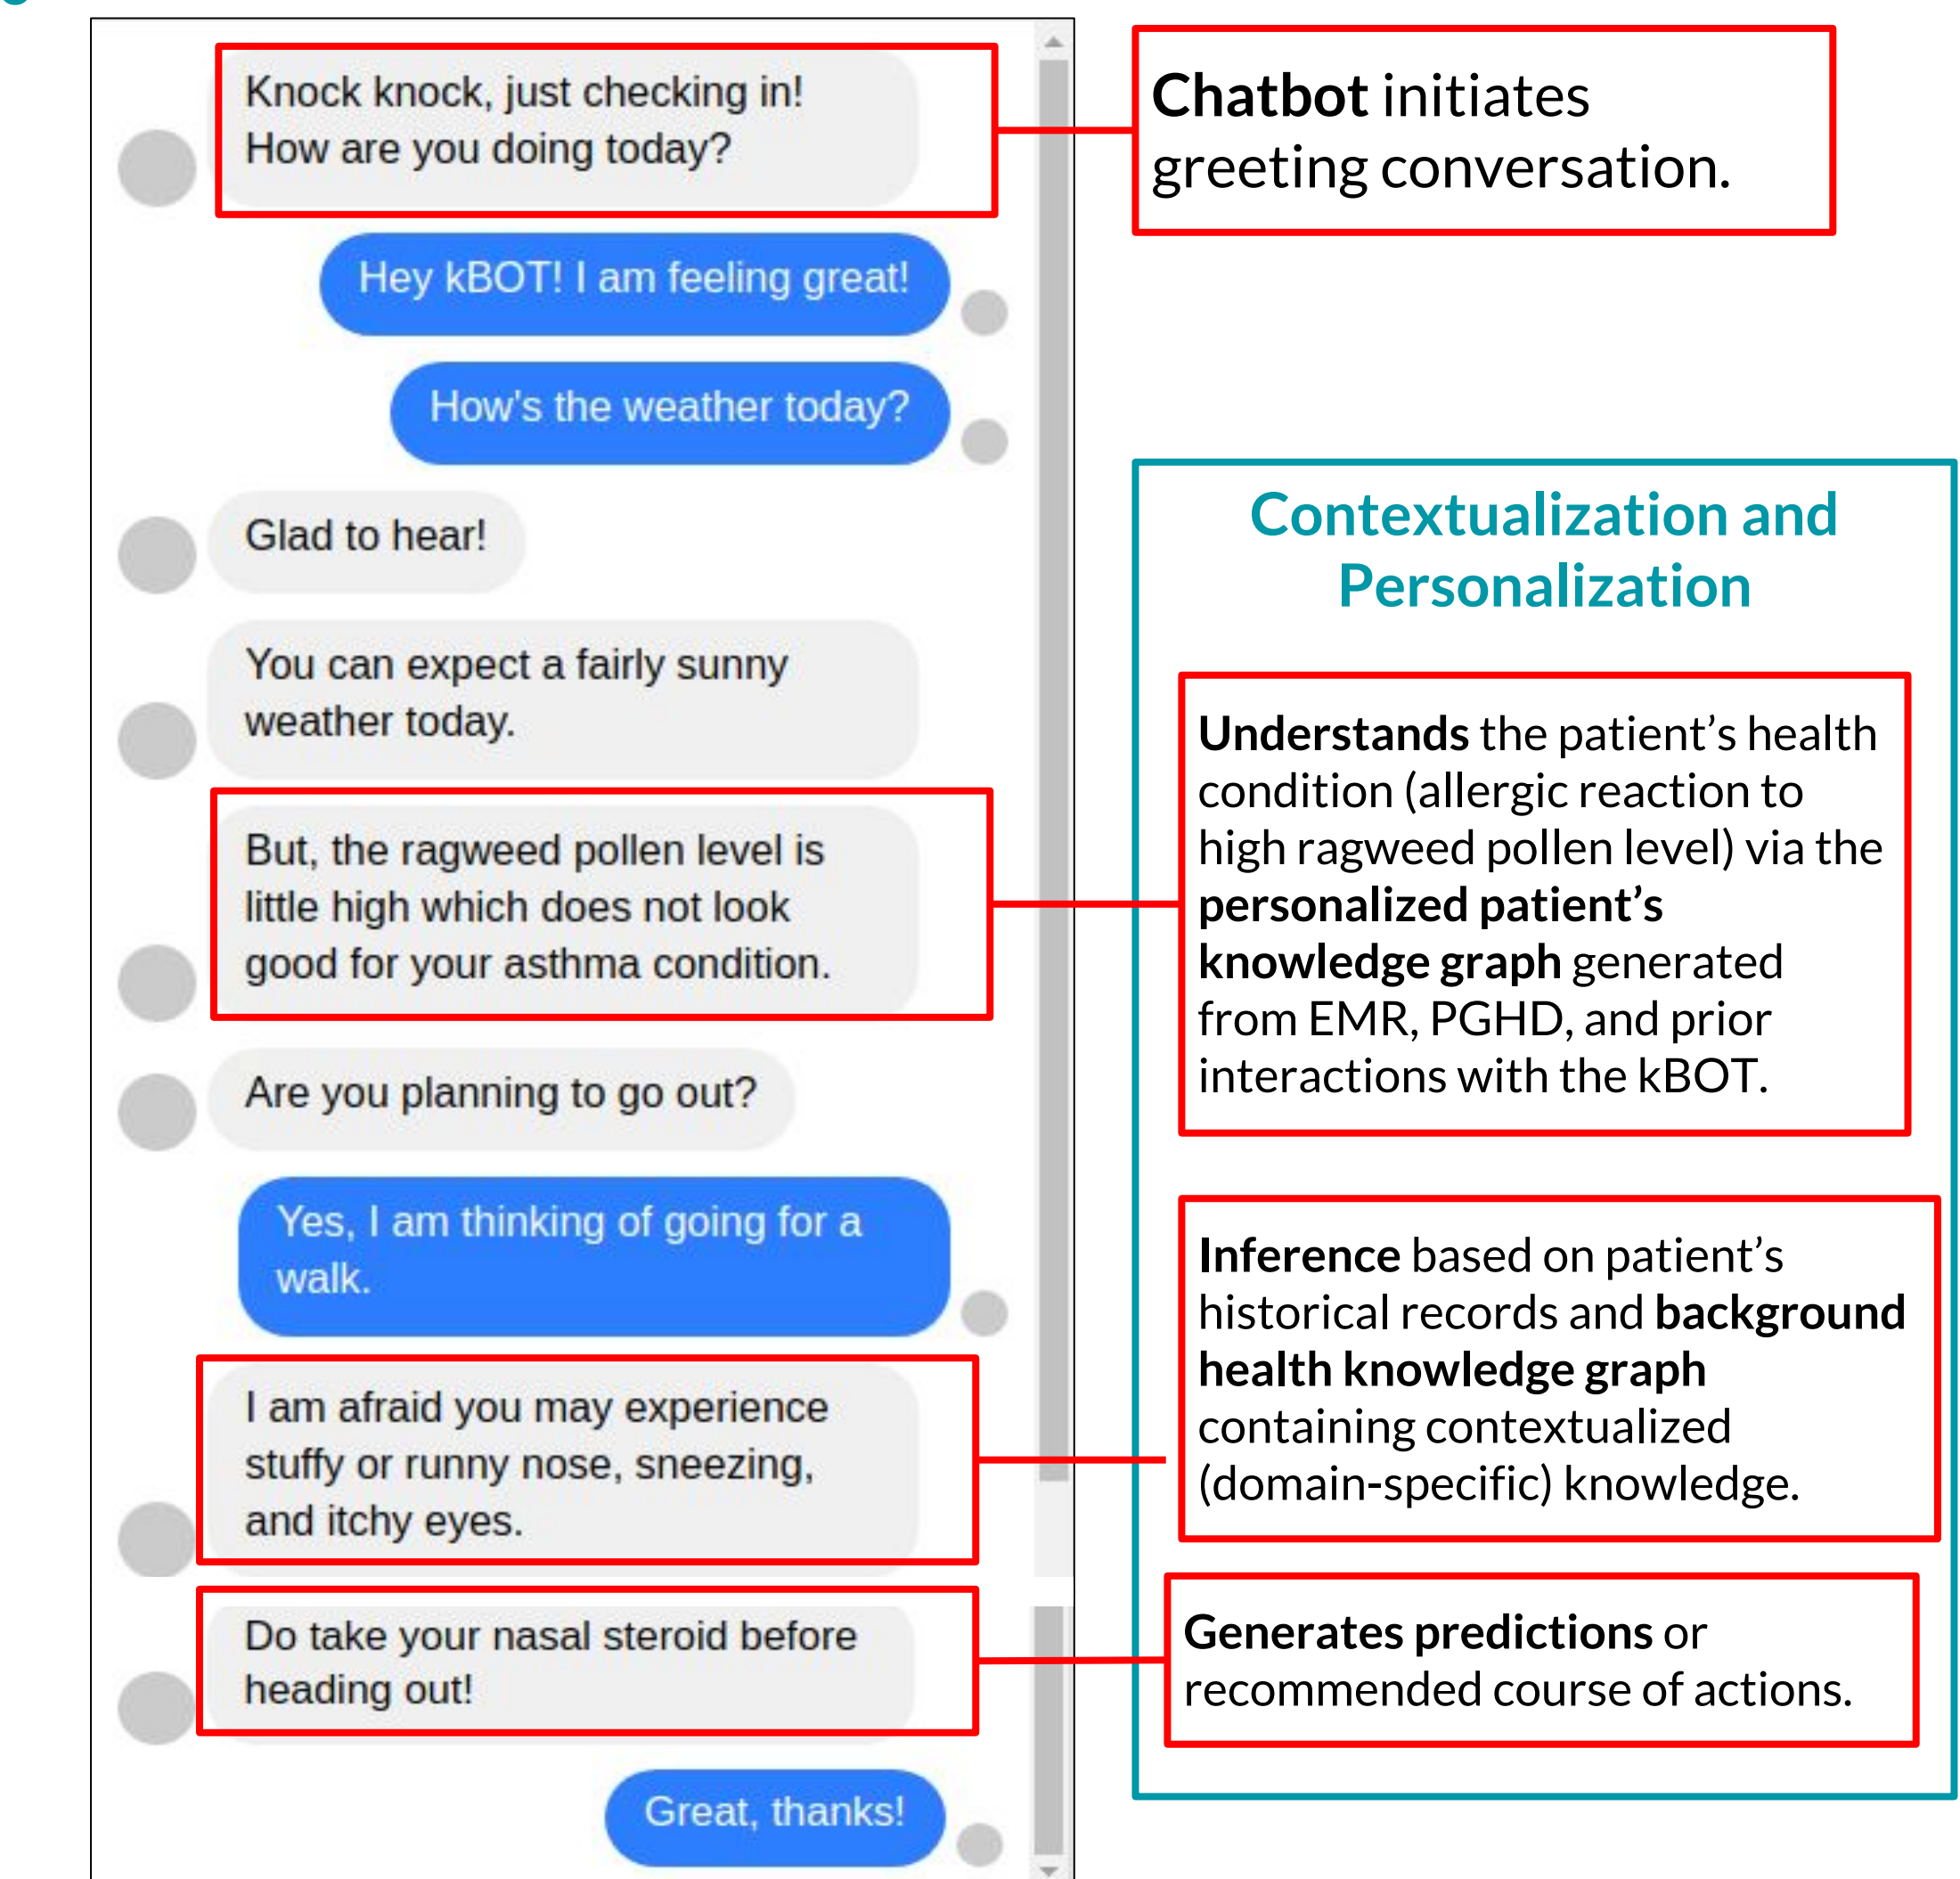 Knock knock, just checking in!
How are you doing today?
Hey kBOT! I am feeling great!
How's the weather today?
Glad to hear!
You can expect a fairly sunny
weather today.
But, the ragweed pollen level is
little high which does not look
good for your asthma condition.
Are you planning to go out?
Yes, I am thinking of going for a
walk.
I am afraid you may experience
stuffy or runny nose, sneezing,
and itchy eyes.
Do take your nasal steroid before
heading out!
Great, thanks!
Chatbot initiates
greeting conversation.
Contextualization and
Personalization
Understands the patient’s health
condition (allergic reaction to
high ragweed pollen level) via the
personalized patient’s
knowledge graph generated
from EMR, PGHD, and prior
interactions with the kBOT.
Inference based on patient’s
historical records and background
health knowledge graph
containing contextualized
(domain-specific) knowledge.
Generates predictions or
recommended course of actions.